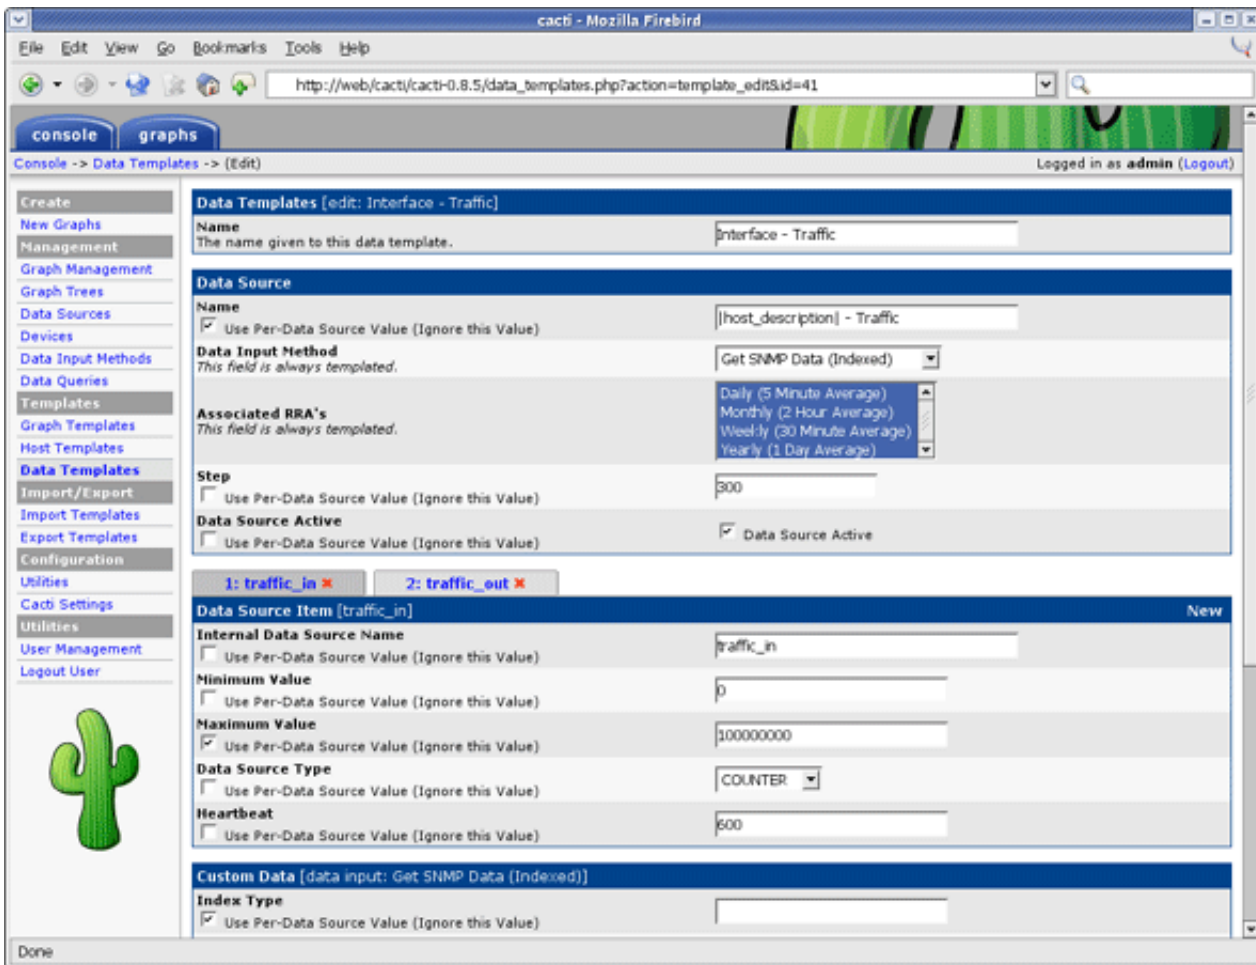 cacti - Mozilla Firebird
File Edit View Go Bookmarks Tools Help
http://web/cacti/cacti-0.8.5/data_templates.php?action=template_edit&id=41
console graphs
Console -> Data Templates -> (Edit)
Logged in as admin (Logout)
Create
New Graphs
Management
Graph Management
Graph Trees
Data Sources
Devices
Data Input Methods
Data Queries
Templates
Graph Templates
Host Templates
Data Templates
Import/Export
Import Templates
Export Templates
Configuration
Utilities
Cacti Settings
Utilities
User Management
Logout User
Data Templates [edit: Interface - Traffic]
Name
The name given to this data template.
Interface - Traffic
Data Source
Name
Use Per-Data Source Value (Ignore this Value)
|host_description| - Traffic
Data Input Method
This field is always templated.
Get SNMP Data (Indexed)
Associated RRA's
This field is always templated.
Daily (5 Minute Average)
Monthly (2 Hour Average)
Weekly (30 Minute Average)
Yearly (1 Day Average)
Step
Use Per-Data Source Value (Ignore this Value)
300
Data Source Active
Use Per-Data Source Value (Ignore this Value)
Data Source Active
1: traffic_in 2: traffic_out
Data Source Item [traffic_in] New
Internal Data Source Name
Use Per-Data Source Value (Ignore this Value)
traffic_in
Minimum Value
Use Per-Data Source Value (Ignore this Value)
0
Maximum Value
Use Per-Data Source Value (Ignore this Value)
100000000
Data Source Type
Use Per-Data Source Value (Ignore this Value)
COUNTER
Heartbeat
Use Per-Data Source Value (Ignore this Value)
600
Custom Data [data input: Get SNMP Data (Indexed)]
Index Type
Use Per-Data Source Value (Ignore this Value)
Done